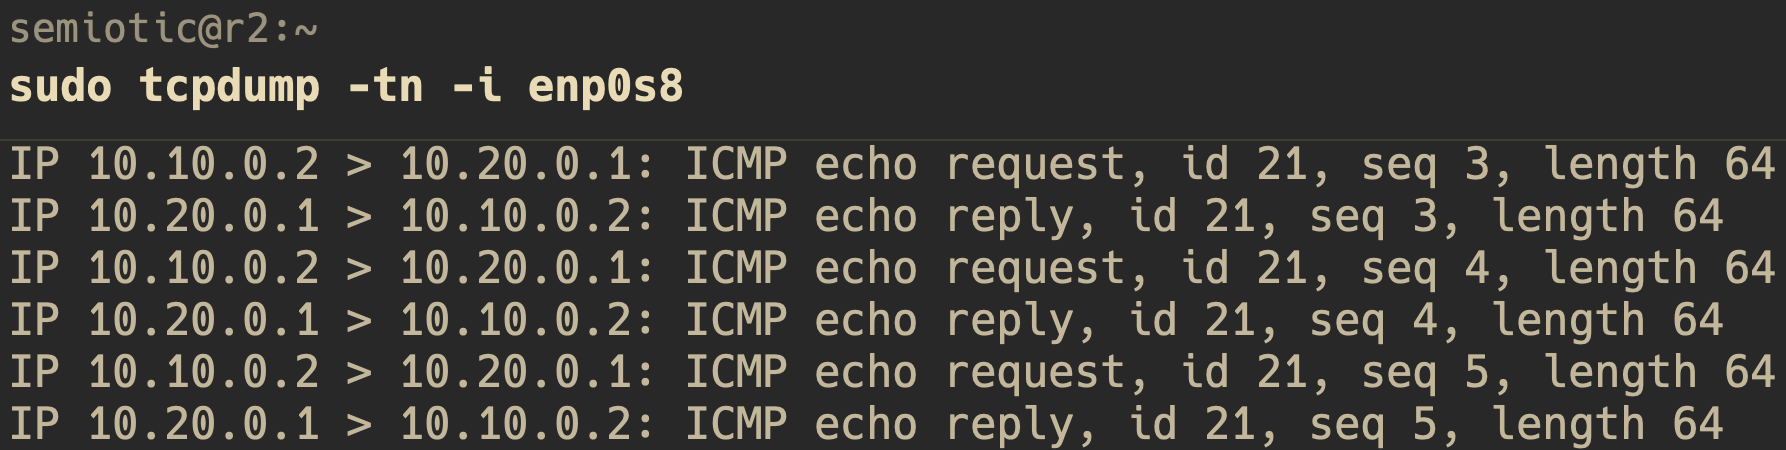 semiotic@r2:~
sudo tcpdump -tn -i enp0s8
IP 10.10.0.2 > 10.20.0.1: ICMP echo request, id 21, seq 3, length 64
IP 10.20.0.1 > 10.10.0.2: ICMP echo reply, id 21, seq 3, length 64
IP 10.10.0.2 > 10.20.0.1: ICMP echo request, id 21, seq 4, length 64
IP 10.20.0.1 > 10.10.0.2: ICMP echo reply, id 21, seq 4, length 64
IP 10.10.0.2 > 10.20.0.1: ICMP echo request, id 21, seq 5, length 64
IP 10.20.0.1 > 10.10.0.2: ICMP echo reply, id 21, seq 5, length 64